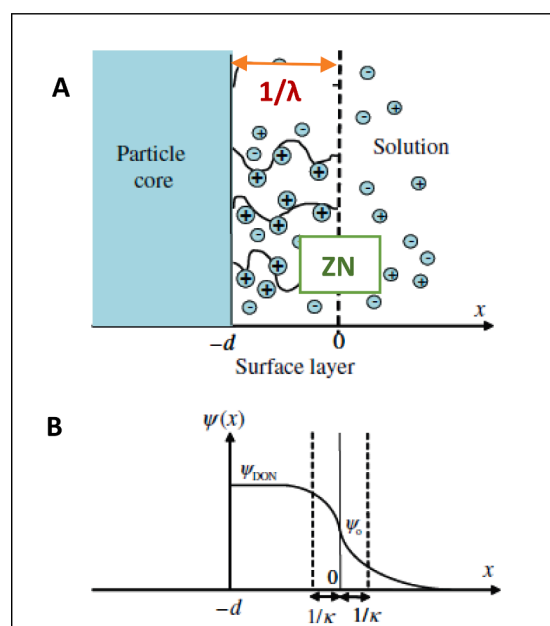 A
1/λ
Particle
core
Solution
ZN
x
-d
0
Surface layer
B
ψ(x)
ψDON
ψo
0
x
-d
1/κ
1/κ